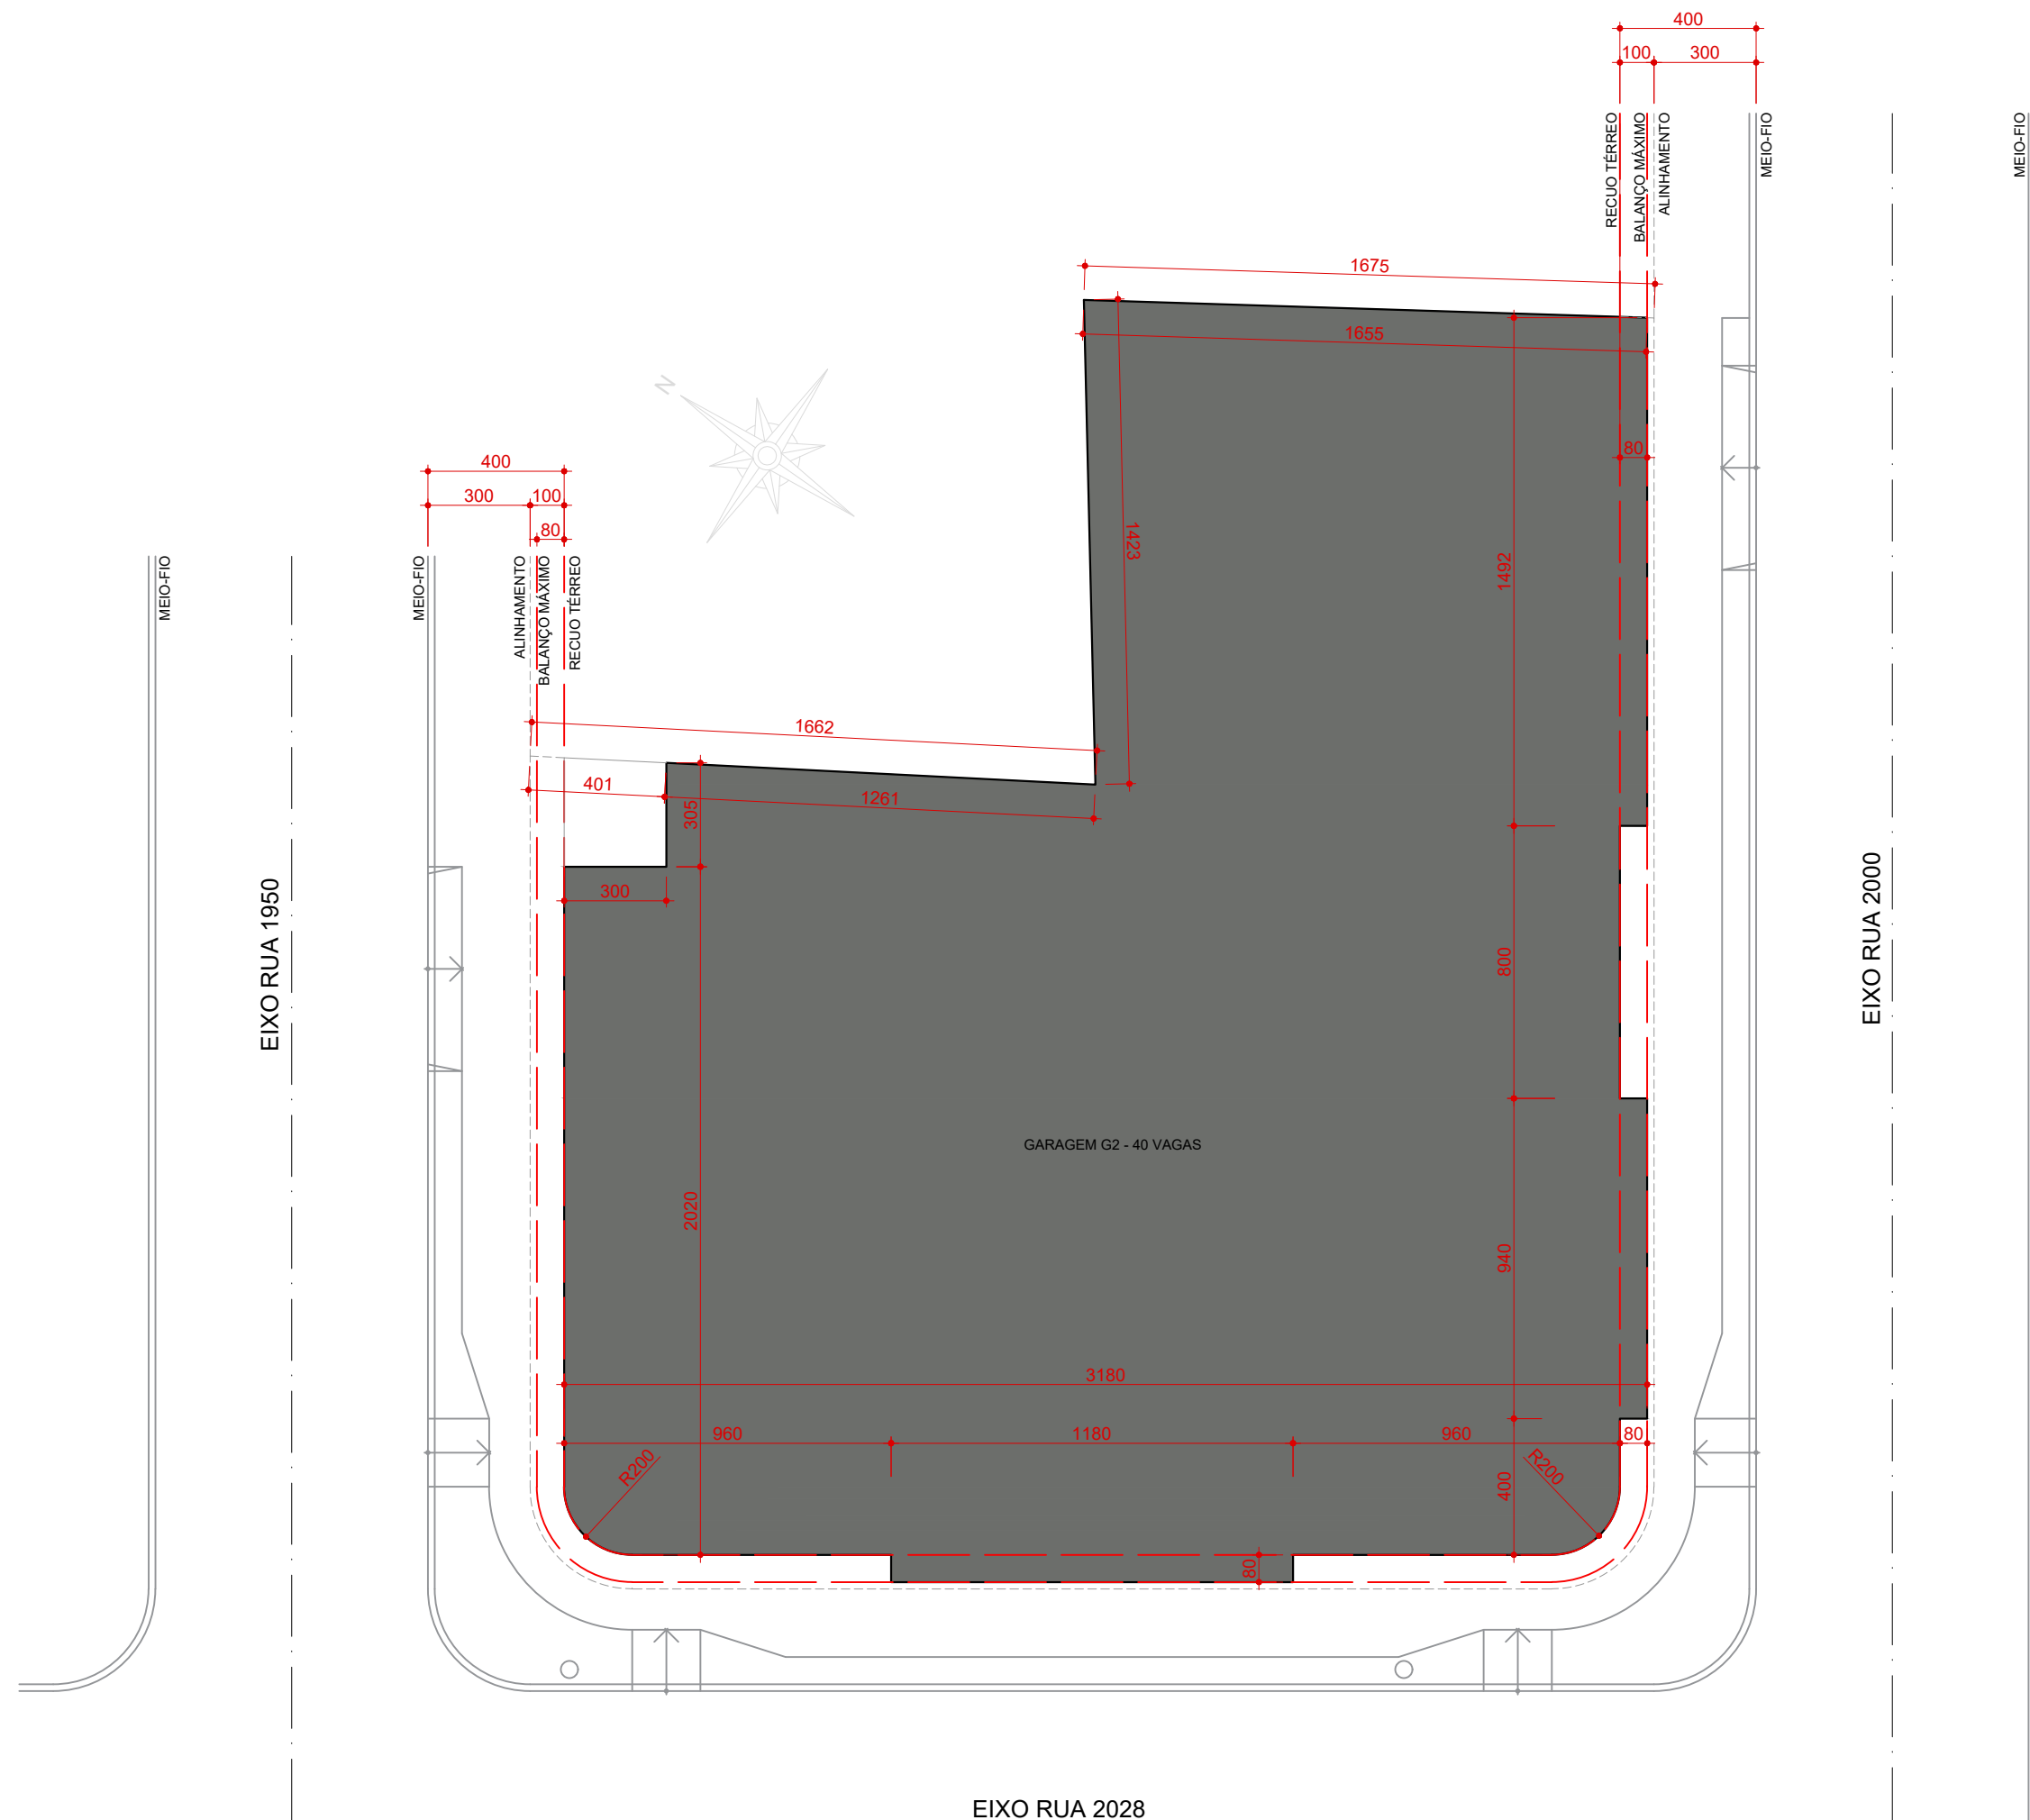 400
100
300
RECUO TÉRREO
BALANÇO MÁXIMO
ALINHAMENTO
MEIO-FIO
MEIO-FIO
1675
1655
N
80
400
300
100
80
1423
1492
MEIO-FIO
MEIO-FIO
ALINHAMENTO
BALANÇO MÁXIMO
RECUO TÉRREO
1662
401
1261
305
300
EIXO RUA 1950
EIXO RUA 2000
800
GARAGEM G2 - 40 VAGAS
2020
940
3180
960
1180
960
80
R200
R200
400
80
EIXO RUA 2028